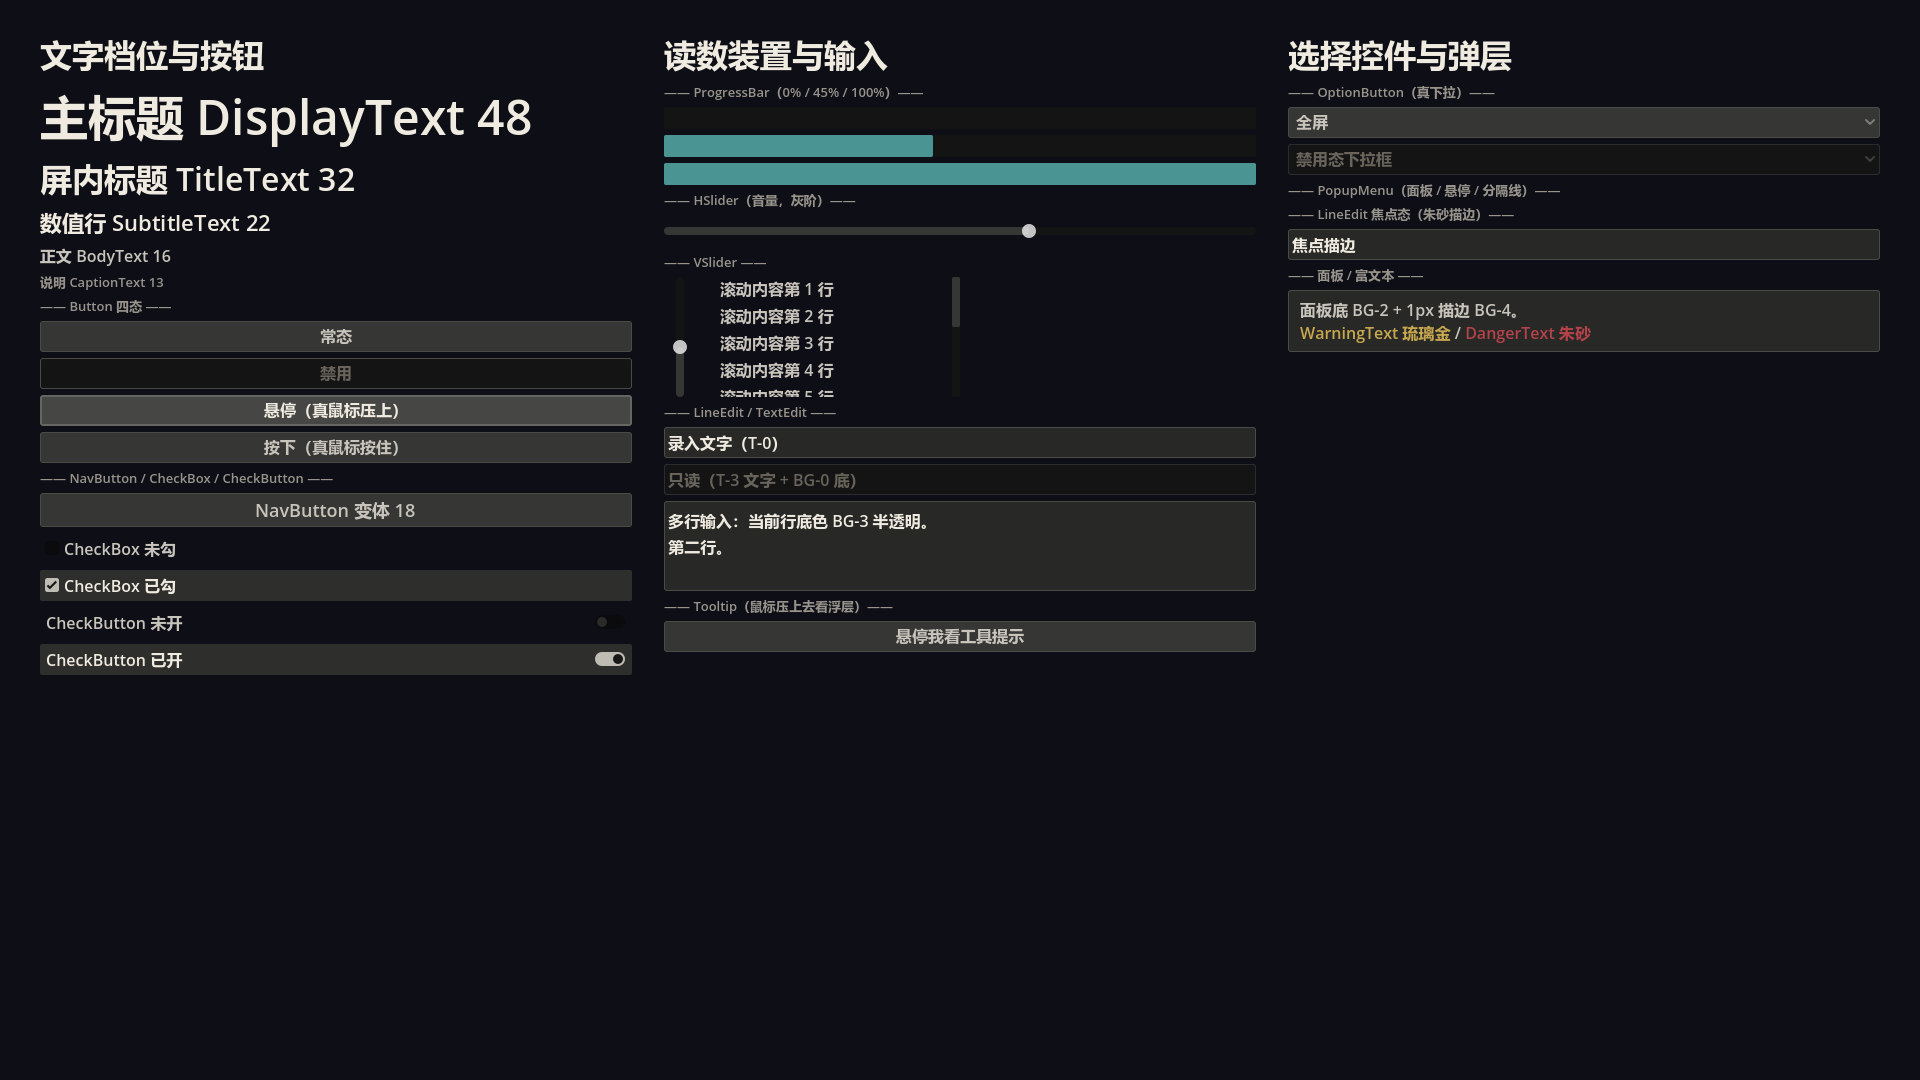 文字档位与按钮
主标题 DisplayText 48
屏内标题 TitleText 32
数值行 SubtitleText 22
正文 BodyText 16
说明 CaptionText 13
—— Button 四态 ——
常态
禁用
悬停（真鼠标压上）
按下（真鼠标按住）
—— NavButton / CheckBox / CheckButton ——
NavButton 变体 18
CheckBox 未勾
CheckBox 已勾
CheckButton 未开
CheckButton 已开
读数装置与输入
—— ProgressBar（0% / 45% / 100%）——
—— HSlider（音量，灰阶）——
—— VSlider ——
滚动内容第 1 行
滚动内容第 2 行
滚动内容第 3 行
滚动内容第 4 行
滚动内容第 5 行
—— LineEdit / TextEdit ——
录入文字（T-0）
只读（T-3 文字 + BG-0 底）
多行输入：当前行底色 BG-3 半透明。
第二行。
—— Tooltip（鼠标压上去看浮层）——
悬停我看工具提示
选择控件与弹层
—— OptionButton（真下拉）——
全屏
禁用态下拉框
—— PopupMenu（面板 / 悬停 / 分隔线）——
—— LineEdit 焦点态（朱砂描边）——
焦点描边
—— 面板 / 富文本 ——
面板底 BG-2 + 1px 描边 BG-4。
WarningText 琉璃金 / DangerText 朱砂